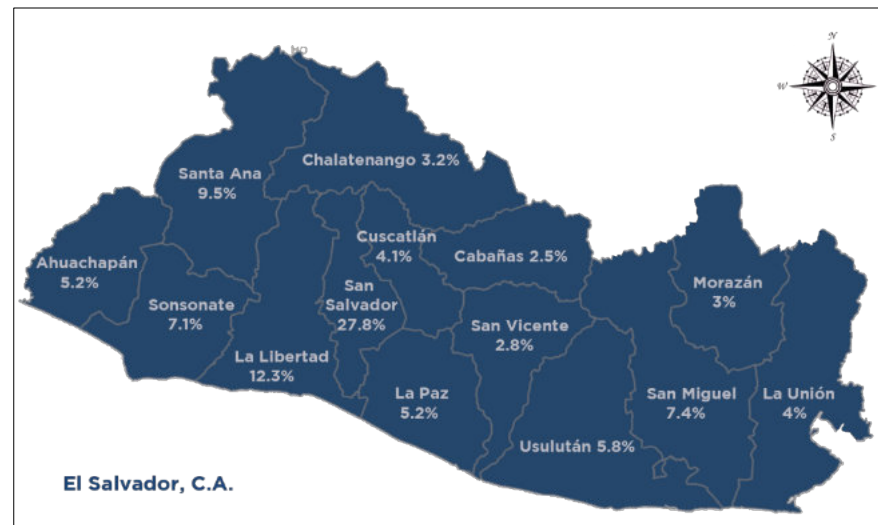 N
W
S
Chalatenango 3.2%
Santa Ana
9.5%
Cuscatlán
4.1%
Cabañas 2.5%
Ahuachapán
5.2%
Morazán
3%
San
Salvador
27.8%
Sonsonate
7.1%
San Vicente
2.8%
La Libertad
12.3%
La Paz
5.2%
San Miguel
7.4%
La Unión
4%
Usulután 5.8%
El Salvador, C.A.